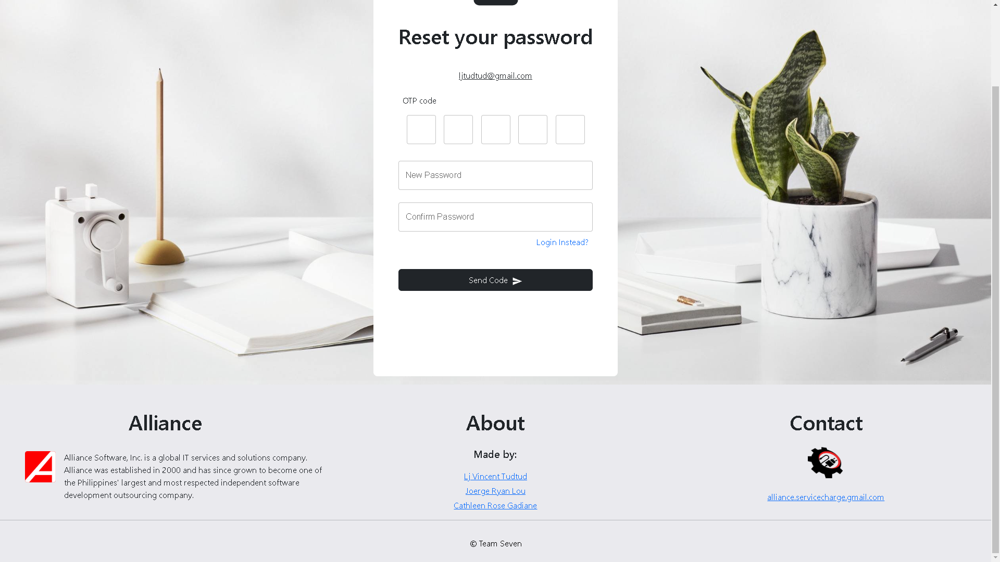 Reset your password
ljtudtud@gmail.com
OTP code
New Password
Confirm Password
Login Instead?
Send Code
Alliance
Alliance Software, Inc. is a global IT services and solutions company.
Alliance was established in 2000 and has since grown to become one of
the Philippines' largest and most respected independent software
development outsourcing company.
About
Made by:
Lj Vincent Tudtud
Joerge Ryan Lou
Cathleen Rose Gadiane
Contact
alliance.servicecharge.gmail.com
© Team Seven